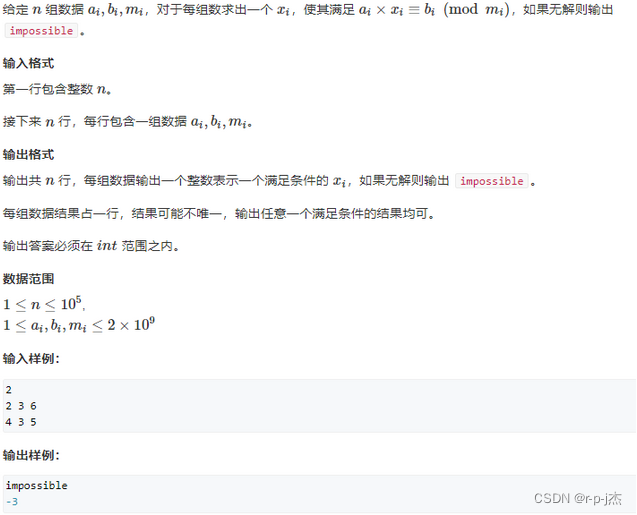 给定 n 组数据 a_i, b_i, m_i，对于每组数求出一个 x_i，使其满足 a_i × x_i ≡ b_i (mod m_i)，如果无解则输出
impossible。
输入格式
第一行包含整数 n。
接下来 n 行，每行包含一组数据 a_i, b_i, m_i。
输出格式
输出共 n 行，每组数据输出一个整数表示一个满足条件的 x_i，如果无解则输出 impossible。
每组数据结果占一行，结果可能不唯一，输出任意一个满足条件的结果均可。
输出答案必须在 int 范围之内。
数据范围
1 ≤ n ≤ 10^5,
1 ≤ a_i, b_i, m_i ≤ 2 × 10^9
输入样例：
2
2 3 6
4 3 5
输出样例：
impossible
-3
CSDN @r-p-j杰